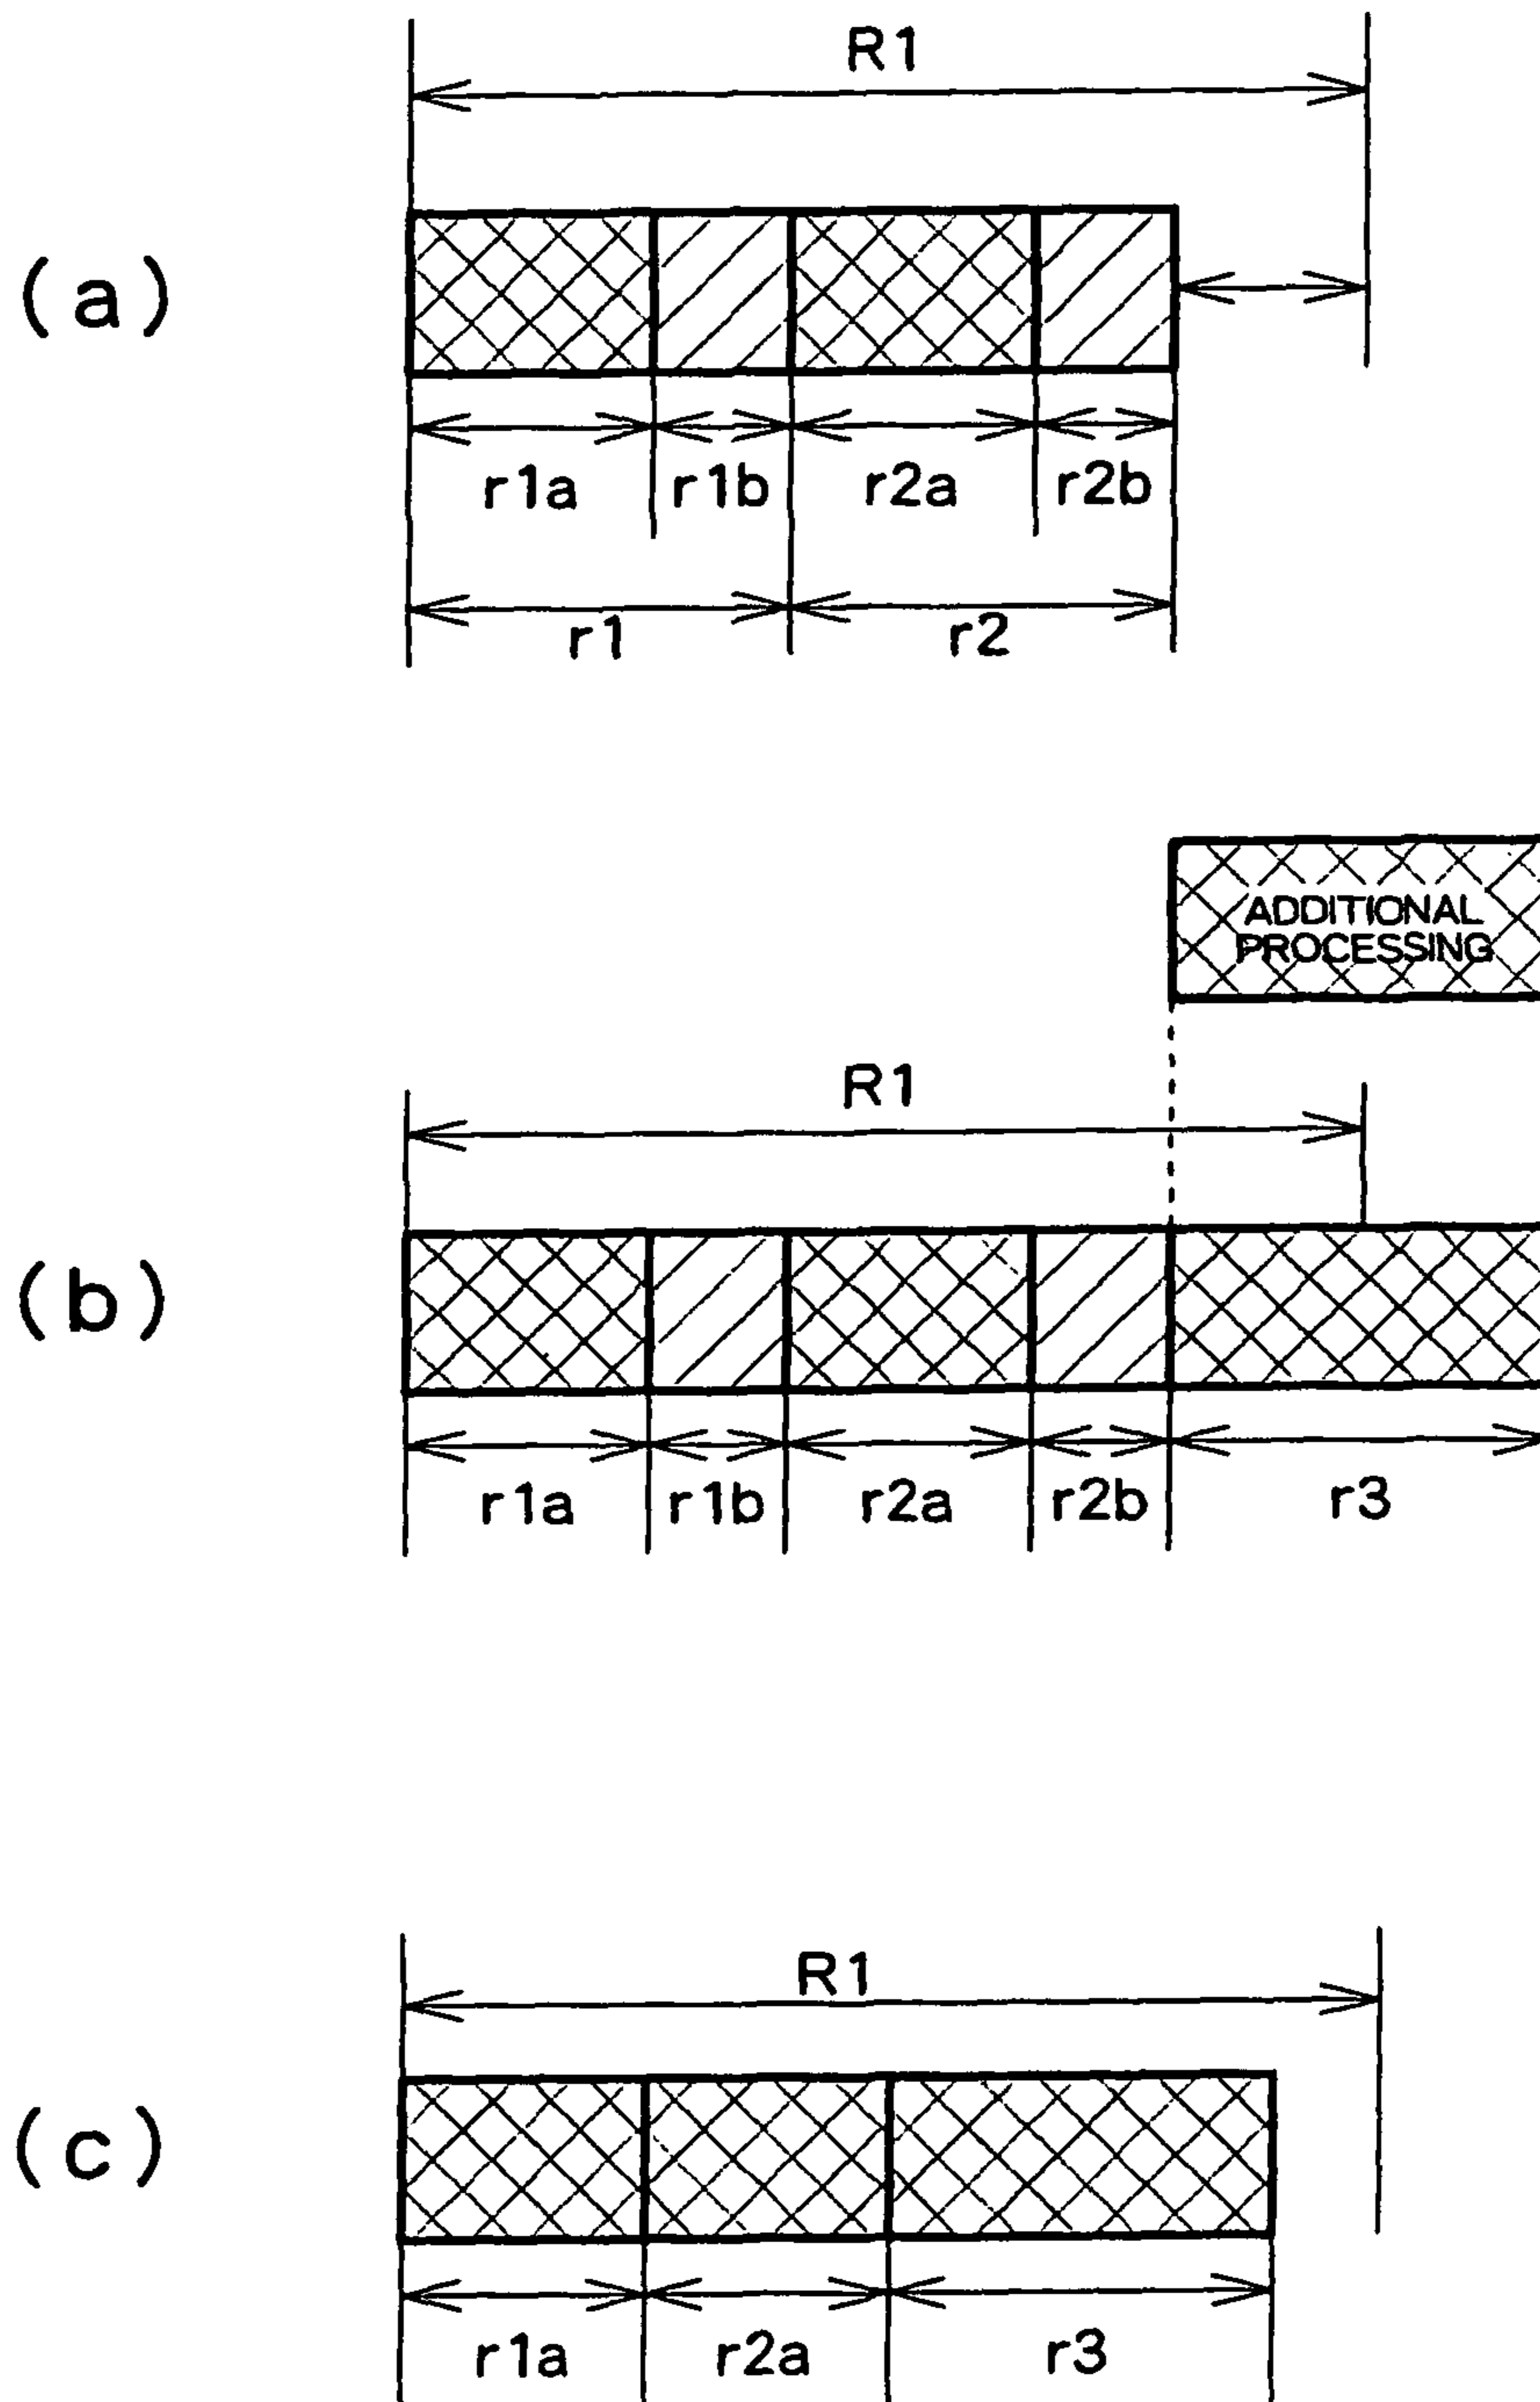 R1
(a)
r1a r1b r2a r2b
r1 r2
ADDITIONAL
PROCESSING
R1
(b)
r1a r1b r2a r2b r3
R1
(c)
r1a r2a r3